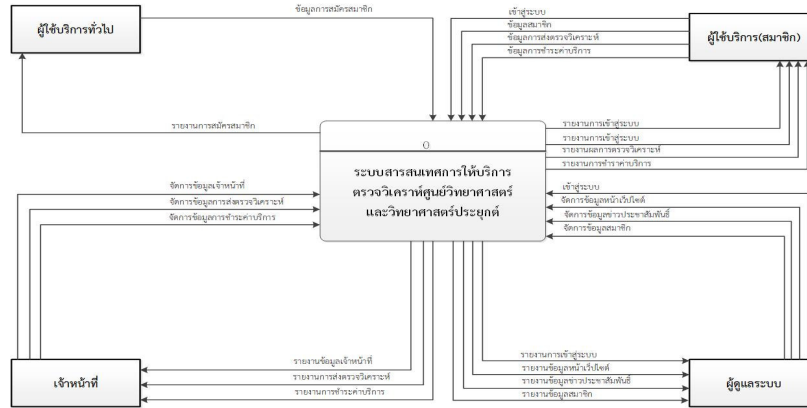 ข้อมูลการสมัครสมาชิก
ผู้ใช้บริการทั่วไป
รายงานการสมัครสมาชิก
เข้าสู่ระบบ
ข้อมูลสมาชิก
ข้อมูลการส่งตรวจวิเคราะห์
ข้อมูลการชำระค่าบริการ
ผู้ใช้บริการ(สมาชิก)
รายงานการเข้าสู่ระบบ
รายงานการเข้าสู่ระบบ
รายงานผลการตรวจวิเคราะห์
รายงานการชำราค่าบริการ
0
ระบบสารสนเทศการให้บริการ
ตรวจวิเคราห์ศูนย์วิทยาศาสตร์
และวิทยาศาสตร์ประยุกต์
จัดการข้อมูลเจ้าหน้าที่
จัดการข้อมูลการส่งตรวจวิเคราะห์
จัดการข้อมูลการชำระค่าบริการ
เข้าสู่ระบบ
จัดการข้อมูลหน้าเว็ปไซต์
จัดการข้อมูลข่าวประชาสัมพันธ์
จัดการข้อมูลสมาชิก
รายงานข้อมูลเจ้าหน้าที่
รายงานการส่งตรวจวิเคราะห์
รายงานการชำระค่าบริการ
เจ้าหน้าที่
รายงานการเข้าสู่ระบบ
รายงานข้อมูลหน้าเว็ปไซต์
รายงานข้อมูลข่าวประชาสัมพันธ์
รายงานข้อมูลสมาชิก
ผู้ดูแลระบบ